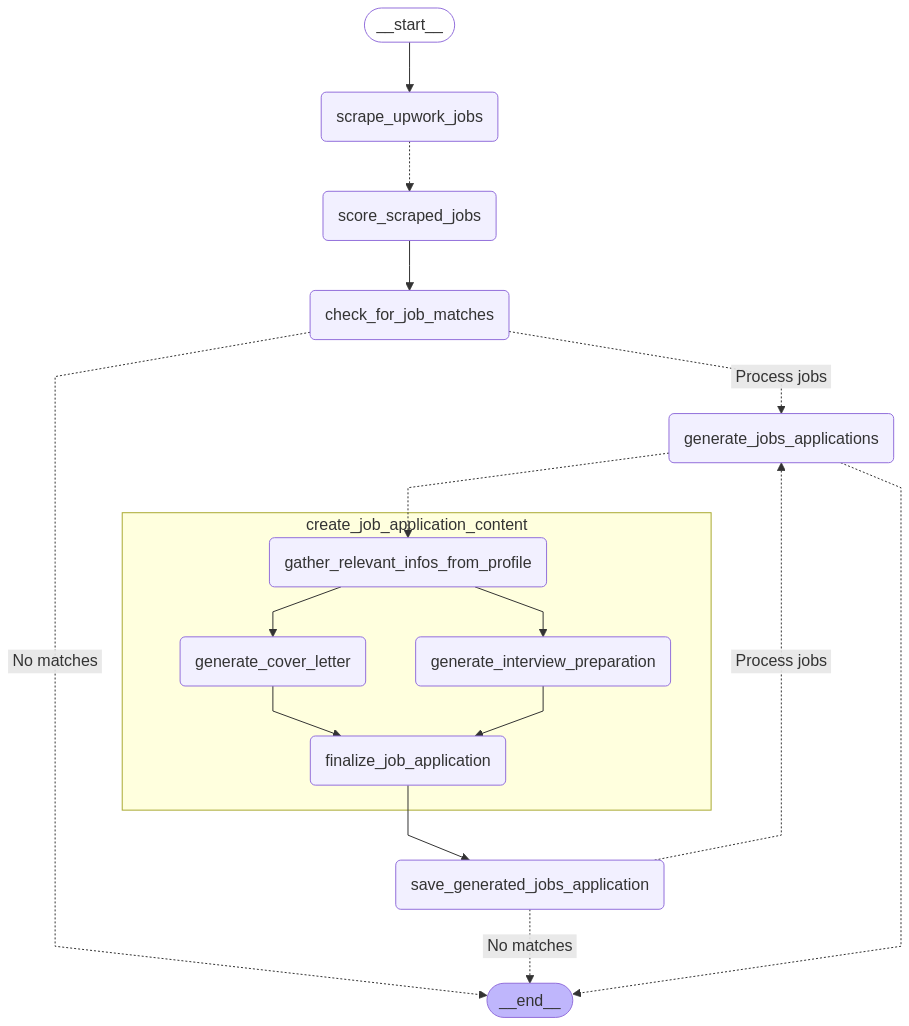 __start__
scrape_upwork_jobs
score_scraped_jobs
check_for_job_matches
Process jobs
generate_jobs_applications
create_job_application_content
gather_relevant_infos_from_profile
No matches
generate_cover_letter
generate_interview_preparation
Process jobs
finalize_job_application
save_generated_jobs_application
No matches
__end__